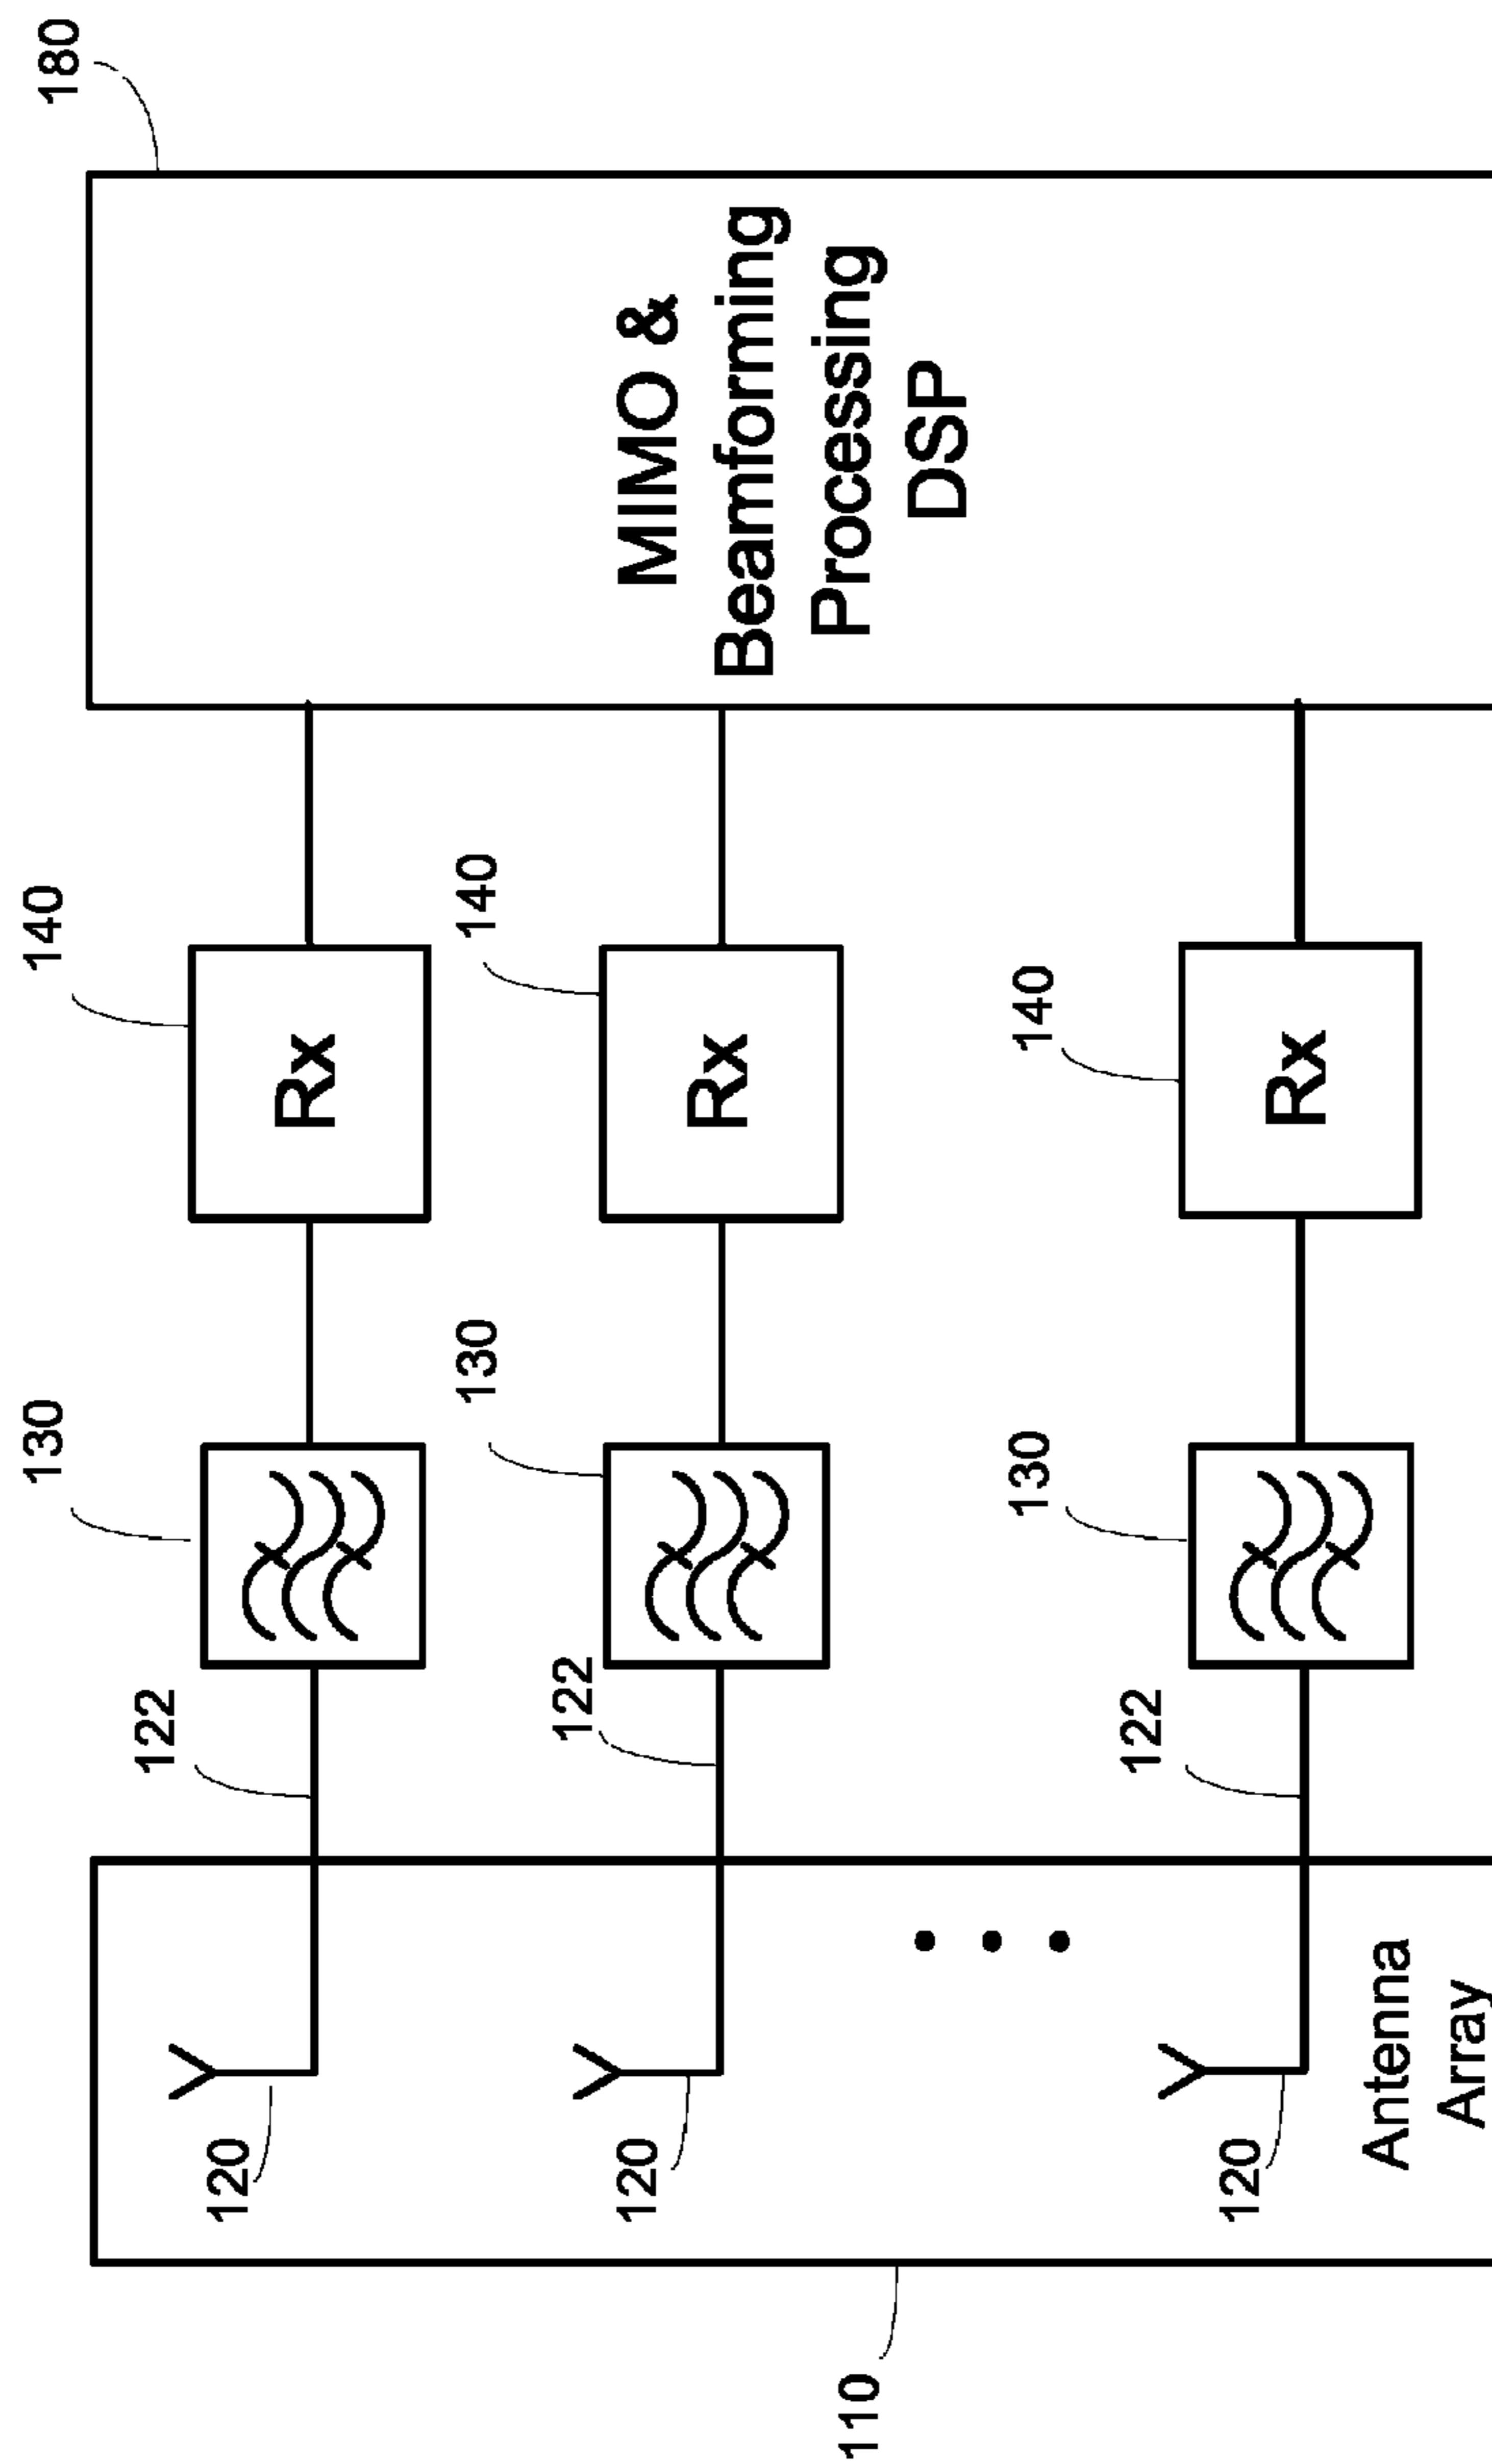 110
120
120
120
Antenna
Array
122
122
122
130
130
130
140
Rx
140
Rx
140
Rx
180
MIMO &
Beamforming
Processing
DSP